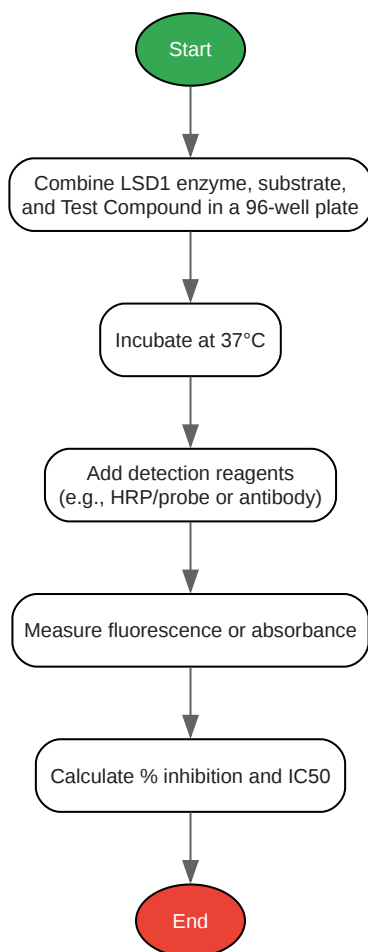 Start
Combine LSD1 enzyme, substrate,
and Test Compound in a 96-well plate
Incubate at 37°C
Add detection reagents
(e.g., HRP/probe or antibody)
Measure fluorescence or absorbance
Calculate % inhibition and IC50
End